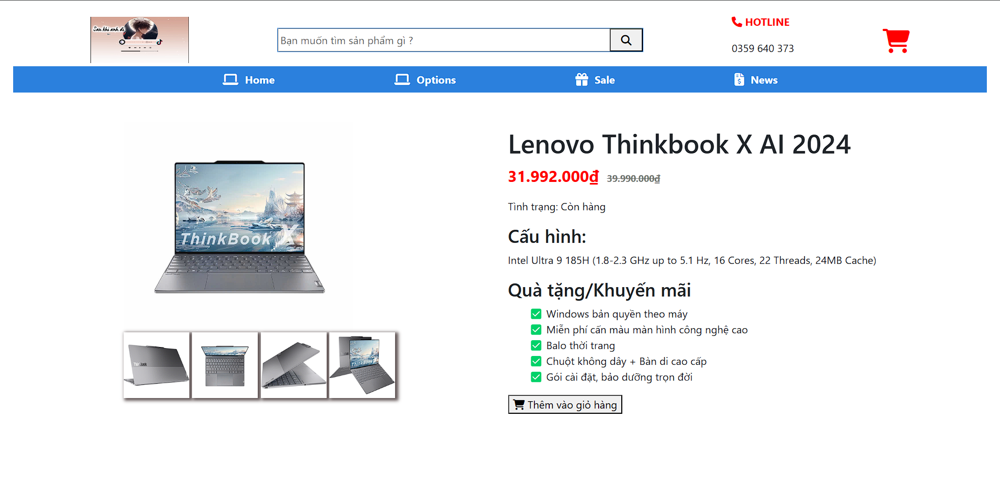 Sau khi anh đi
Bạn muốn tìm sản phẩm gì ?
HOTLINE
0359 640 373
Home
Options
Sale
News
Lenovo Thinkbook X AI 2024
31.992.000₫ 39.990.000₫
Tình trạng: Còn hàng
Cấu hình:
Intel Ultra 9 185H (1.8-2.3 GHz up to 5.1 Hz, 16 Cores, 22 Threads, 24MB Cache)
Quà tặng/Khuyến mãi
Windows bản quyền theo máy
Miễn phí cấn màu màn hình công nghệ cao
Balo thời trang
Chuột không dây + Bàn di cao cấp
Gói cài đặt, bảo dưỡng trọn đời
Thêm vào giỏ hàng
ThinkBook X
ThinkBook
ThinkBook X